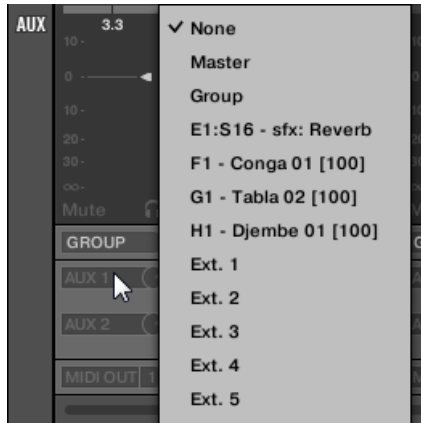 AUX
3.3
10 -
0 -
10 -
20 -
30 -
∞-
Mute
GROUP
AUX 1
AUX 2
MIDI OUT 1
✓ None
Master
Group
E1:S16 - sfx: Reverb
F1 - Conga 01 [100]
G1 - Tabla 02 [100]
H1 - Djembe 01 [100]
Ext. 1
Ext. 2
Ext. 3
Ext. 4
Ext. 5